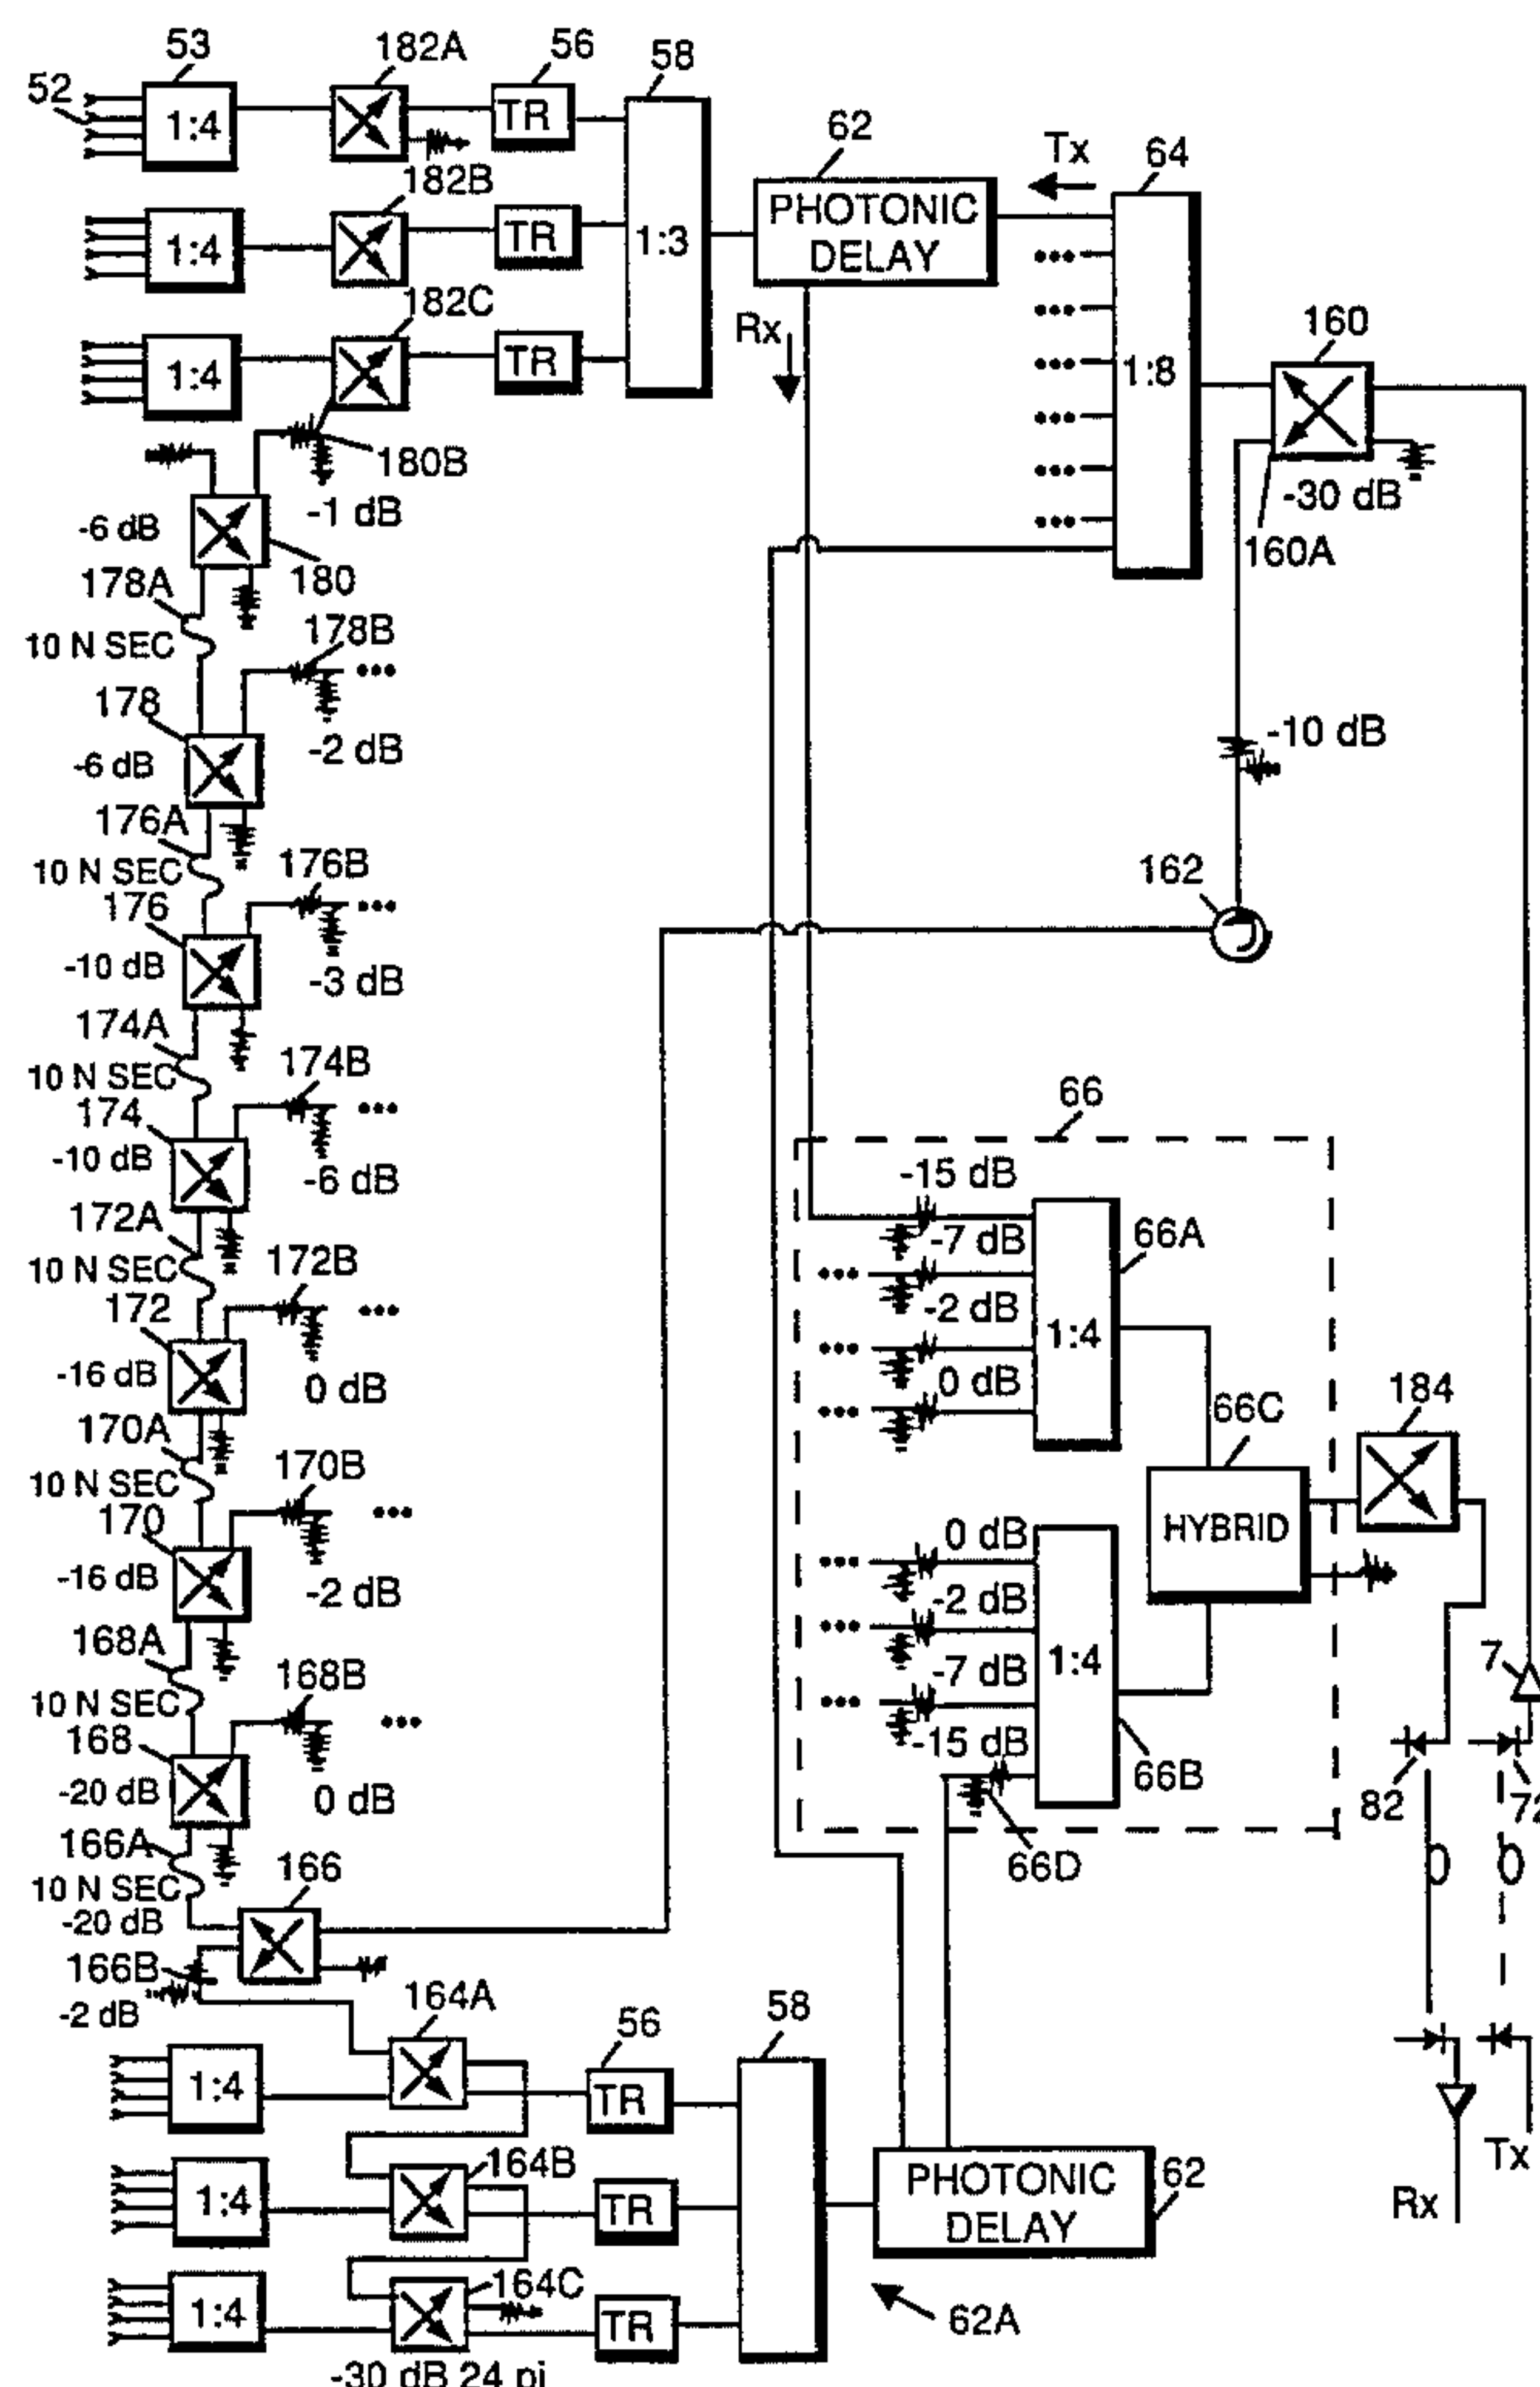 53
182A
56
58
52
1:4
TR
62
Tx
64
182B
PHOTONIC
DELAY
1:4
TR
1:3
182C
Rx
160
1:4
TR
1:8
180B
-30 dB
-6 dB
-1 dB
160A
178A
180
10 N SEC
178B
178
-2 dB
-10 dB
-6 dB
176A
10 N SEC
176B
162
176
-10 dB
-3 dB
174A
10 N SEC
174B
66
174
-10 dB
-6 dB
-15 dB
172A
-7 dB
66A
10 N SEC
172B
-2 dB
172
1:4
-16 dB
0 dB
0 dB
184
170A
66C
10 N SEC
170B
170
0 dB
HYBRID
-16 dB
-2 dB
-2 dB
168A
168B
-7 dB
1:4
7
10 N SEC
168
-15 dB
66B
-20 dB
0 dB
82
72
166A
166
66D
10 N SEC
-20 dB
166B
-2 dB
164A
56
58
1:4
TR
Tx
164B
PHOTONIC
DELAY
62
1:4
TR
Rx
164C
1:4
TR
62A
-30 dB 24 pi